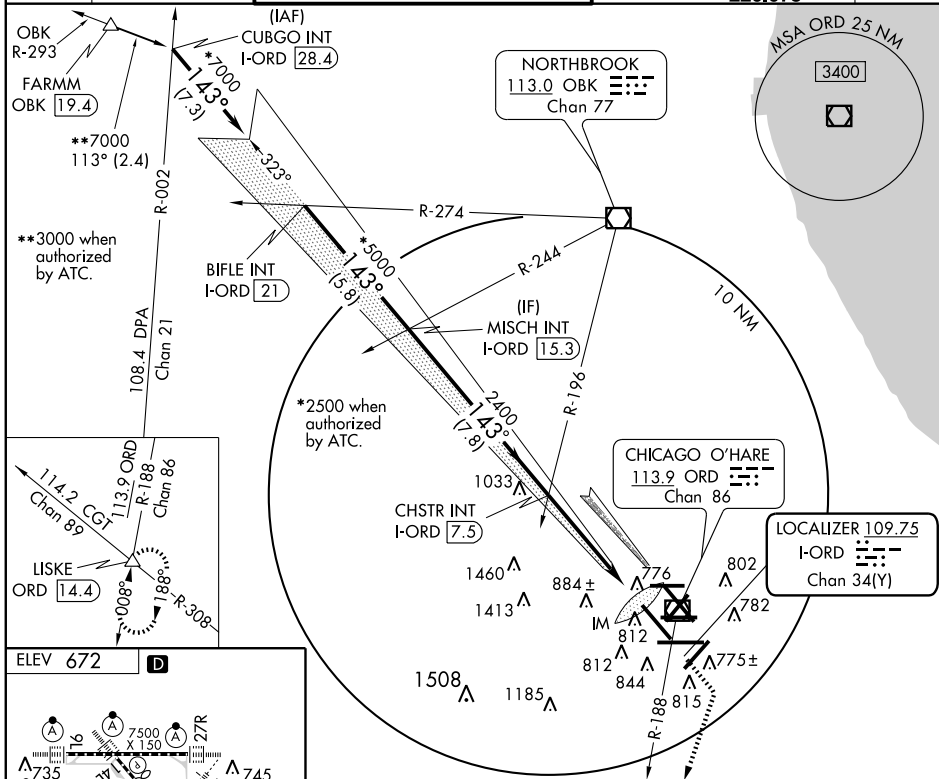 OBK
R-293
FARMM
OBK 19.4
**7000
113° (2.4)
(IAF)
CUBGO INT
I-ORD 28.4
*7000
143°
(7.3)
323°
NORTHBROOK
113.0 OBK
Chan 77
MSA ORD 25 NM
3400
R-002
R-274
**3000 when
authorized
by ATC.
BIFLE INT
I-ORD 21
*5000
143°
(5.8)
R-244
(IF)
MISCH INT
I-ORD 15.3
10 NM
108.4 DPA
Chan 21
R-196
*2500 when
authorized
by ATC.
2400
143°
(7.8)
CHICAGO O'HARE
113.9 ORD
Chan 86
1033
CHSTR INT
I-ORD 7.5
LOCALIZER 109.75
I-ORD
Chan 34(Y)
114.2 CGT
Chan 89
113.9 ORD
R-188
Chan 86
LISKE
ORD 14.4
008°
188°
R-308
1460
1413
884±
776
802
782
IM
812
812
844
775±
815
1508
1185
R-188
ELEV 672
D
A
A
A
7500
X 150
9L
27R
P
735
745